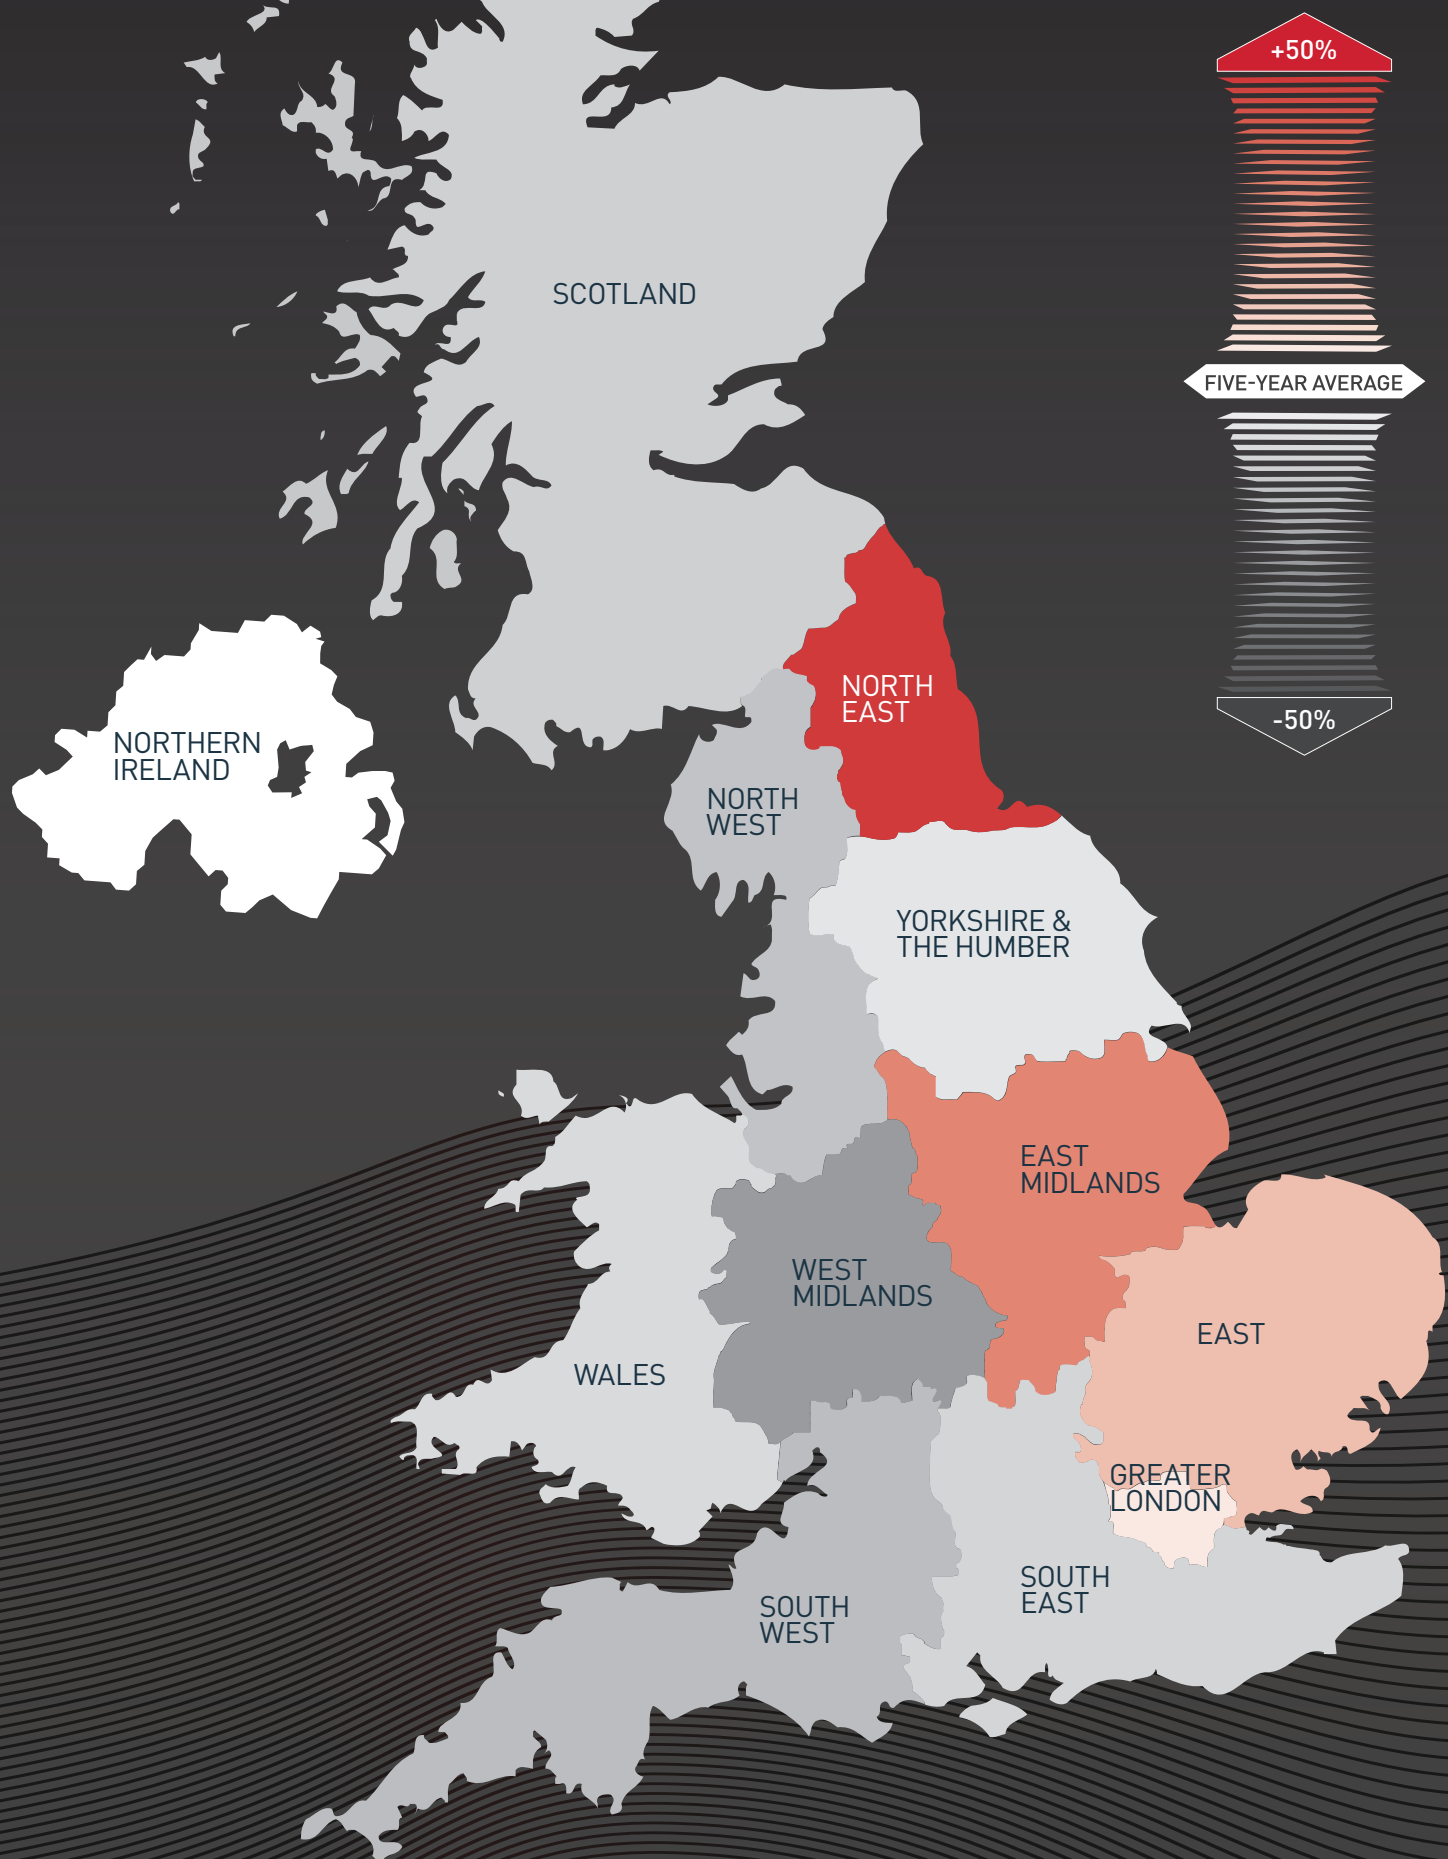 +50%
FIVE-YEAR AVERAGE
-50%
SCOTLAND
NORTH
EAST
NORTHERN
IRELAND
NORTH
WEST
YORKSHIRE &
THE HUMBER
EAST
MIDLANDS
WEST
MIDLANDS
EAST
WALES
GREATER
LONDON
SOUTH
EAST
SOUTH
WEST